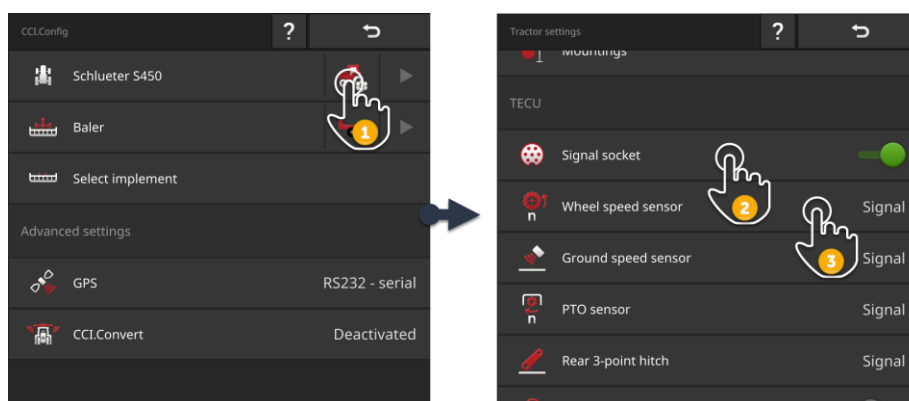 CCI.Config
?
Schlueter S450
1
Baler
Select implement
Advanced settings
GPS
RS232 - serial
CCI.Convert
Deactivated
Tractor settings
?
Mountings
TECU
Signal socket
2
n
Wheel speed sensor
Signal
3
Ground speed sensor
Signal
n
PTO sensor
Signal
Rear 3-point hitch
Signal